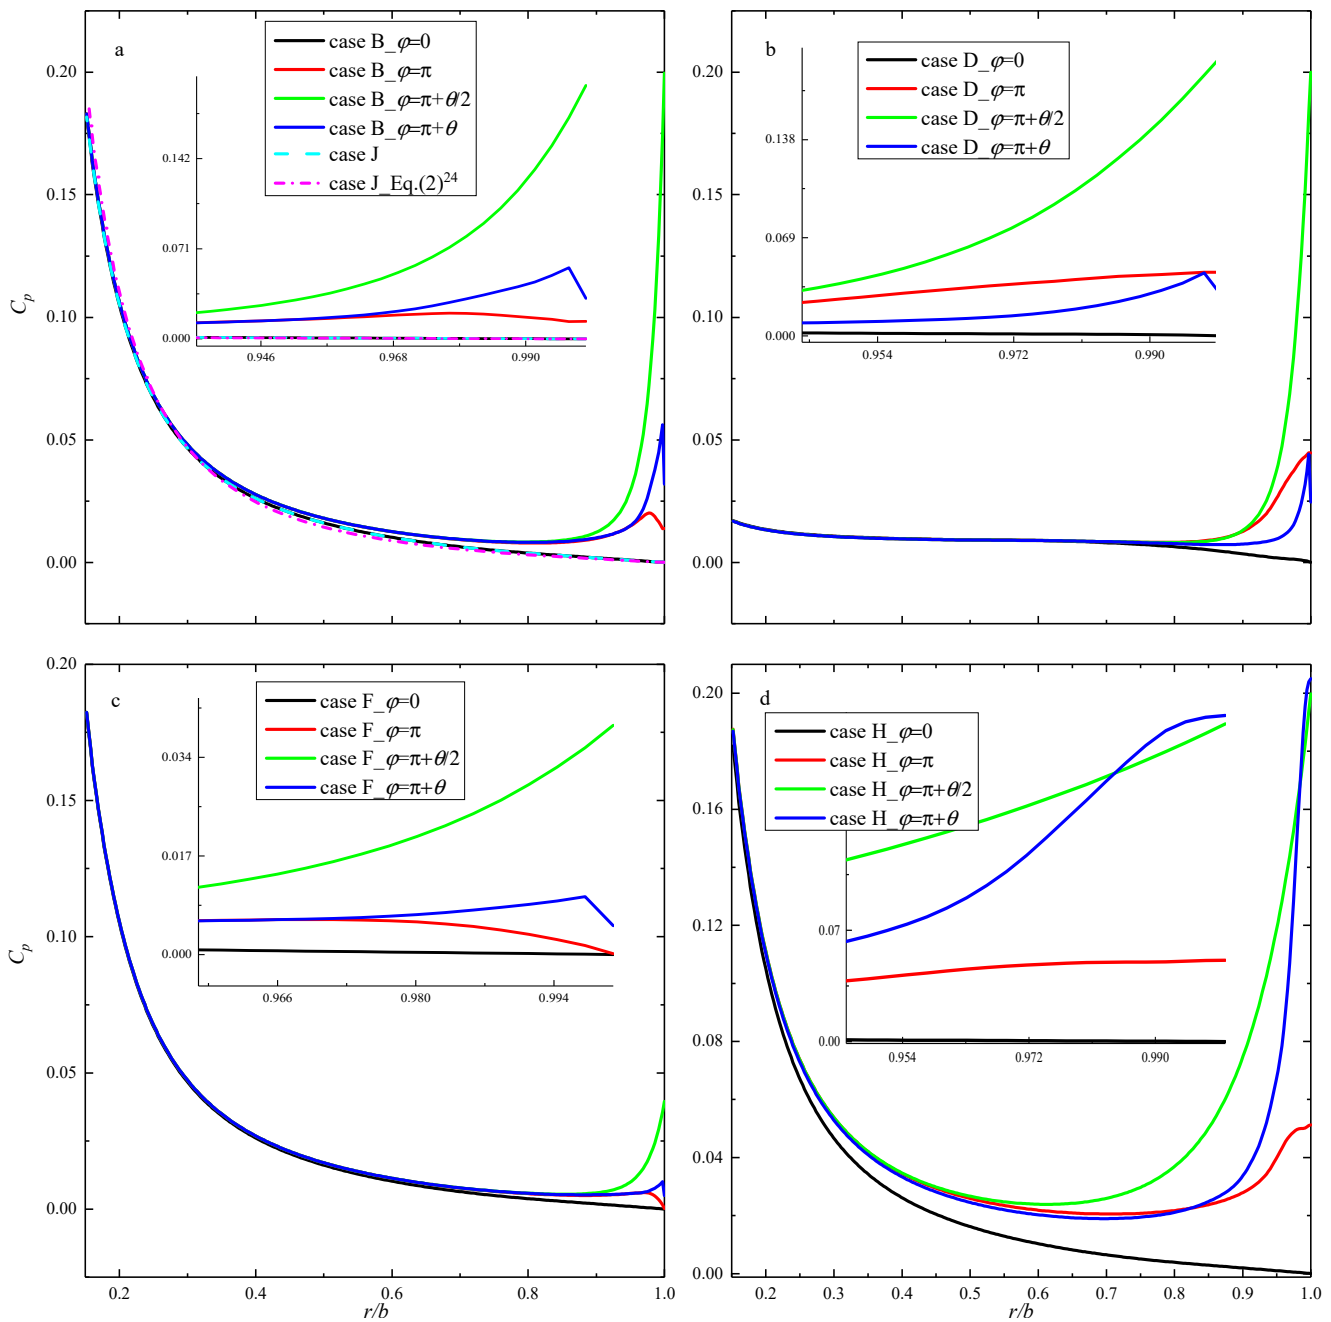 a
case B_φ=0
case B_φ=π
case B_φ=π+θ/2
case B_φ=π+θ
case J
case J_Eq.(2)24
0.20
0.15
0.10
0.05
0.00
Cp
0.142
0.071
0.000
0.946 0.968 0.990
b
case D_φ=0
case D_φ=π
case D_φ=π+θ/2
case D_φ=π+θ
0.20
0.15
0.10
0.05
0.00
0.138
0.069
0.000
0.954 0.972 0.990
c
case F_φ=0
case F_φ=π
case F_φ=π+θ/2
case F_φ=π+θ
0.20
0.15
0.10
0.05
0.00
Cp
0.034
0.017
0.000
0.966 0.980 0.994
0.2 0.4 0.6 0.8 1.0
r/b
d
case H_φ=0
case H_φ=π
case H_φ=π+θ/2
case H_φ=π+θ
0.20
0.16
0.12
0.08
0.04
0.00
0.07
0.00
0.954 0.972 0.990
0.2 0.3 0.4 0.5 0.6 0.7 0.8 0.9 1.0
r/b